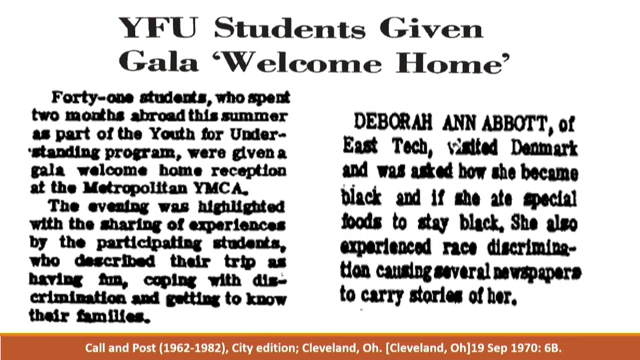 YFU Students Given
Gala ‘Welcome Home’
Forty-one students, who spent
two months abroad this summer
as part of the Youth for Under-
standing program, were given a
gala welcome home reception
at the Metropolitan YMCA.
The evening was highlighted
with the sharing of experiences
by the participating students,
who described their trip as
having fun, coping with dis-
crimination and getting to know
their families.
DEBORAH ANN ABBOTT, of
East Tech, visited Denmark
and was asked how she became
black and if she ate special
foods to stay black. She also
experienced race discrimina-
tion causing several newspapers
to carry stories of her.
Call and Post (1962-1982), City edition; Cleveland, Oh. [Cleveland, Oh]19 Sep 1970: 6B.